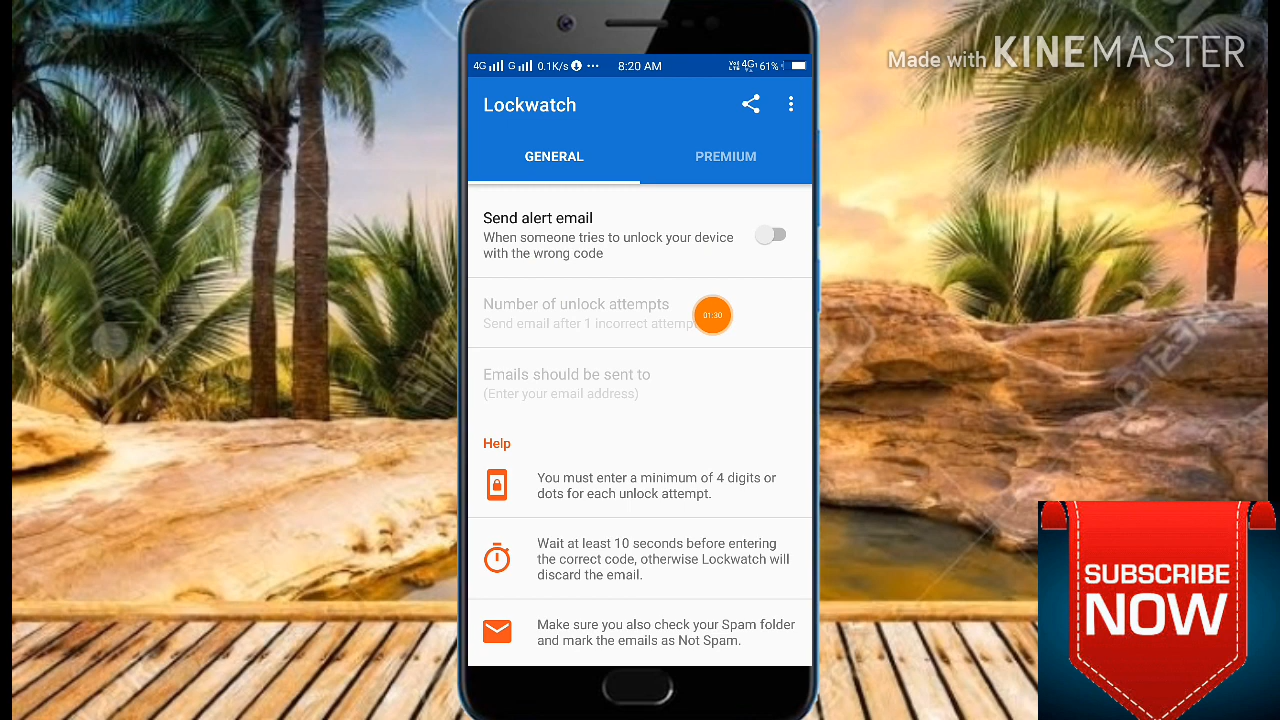 Made with KINEMASTER
4G G 0.1K/s ... 8:20 AM 4G 61%
Lockwatch
GENERAL PREMIUM
Send alert email
When someone tries to unlock your device
with the wrong code
Number of unlock attempts
Send email after 1 incorrect attemp
01:30
Emails should be sent to
(Enter your email address)
Help
You must enter a minimum of 4 digits or
dots for each unlock attempt.
Wait at least 10 seconds before entering
the correct code, otherwise Lockwatch will
discard the email.
Make sure you also check your Spam folder
and mark the emails as Not Spam.
SUBSCRIBE
NOW